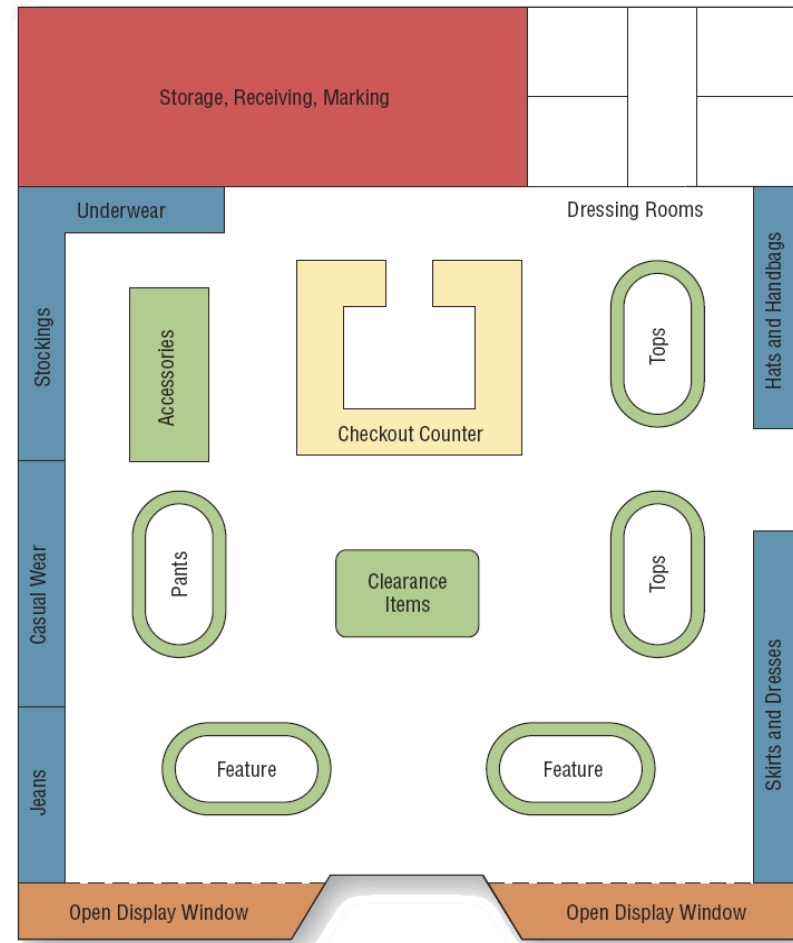 Storage, Receiving, Marking
Underwear
Dressing Rooms
Stockings
Accessories
Checkout Counter
Tops
Hats and Handbags
Casual Wear
Pants
Clearance
Items
Tops
Skirts and Dresses
Jeans
Feature
Feature
Open Display Window
Open Display Window